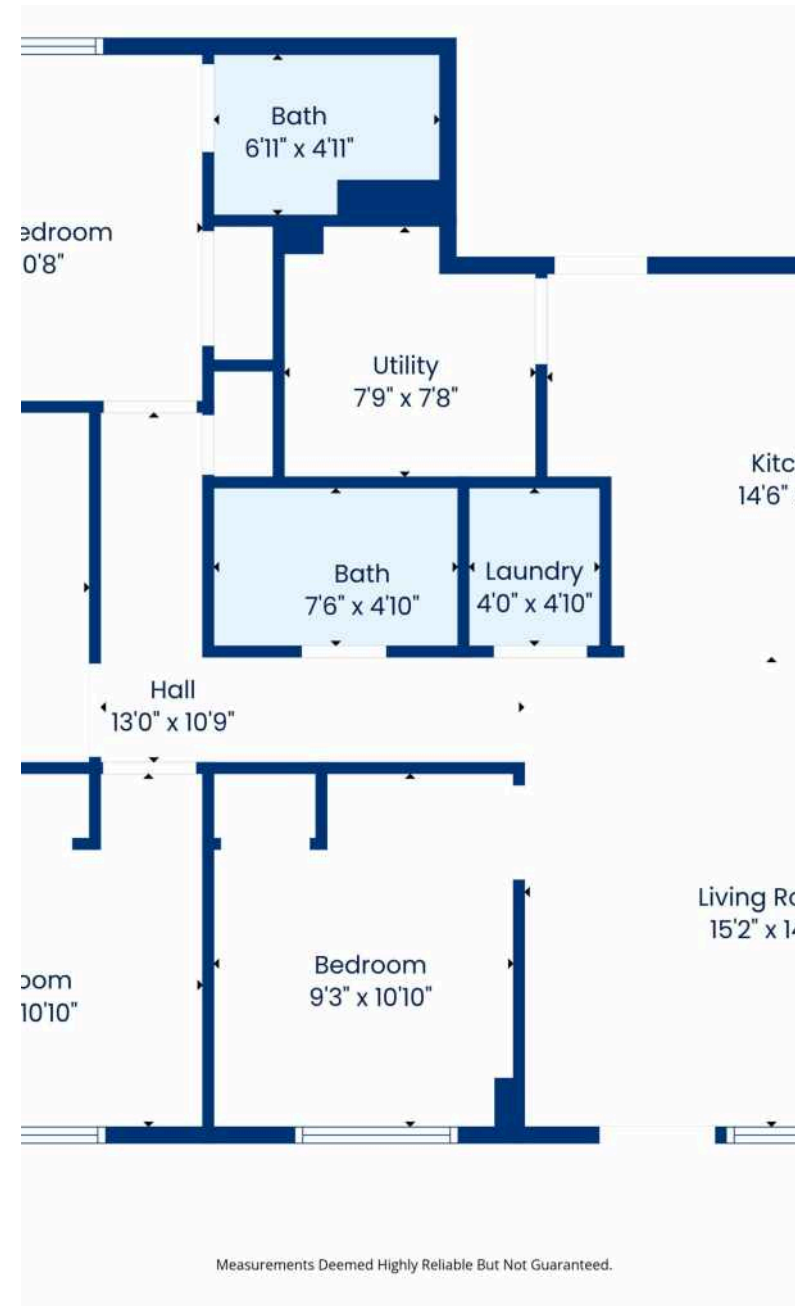 Bath
6'11" x 4'11"
edroom
0'8"
Utility
7'9" x 7'8"
Kitc
14'6"
Bath
7'6" x 4'10"
Laundry
4'0" x 4'10"
Hall
13'0" x 10'9"
Living Ro
15'2" x 14
Bedroom
9'3" x 10'10"
oom
10'10"
Measurements Deemed Highly Reliable But Not Guaranteed.